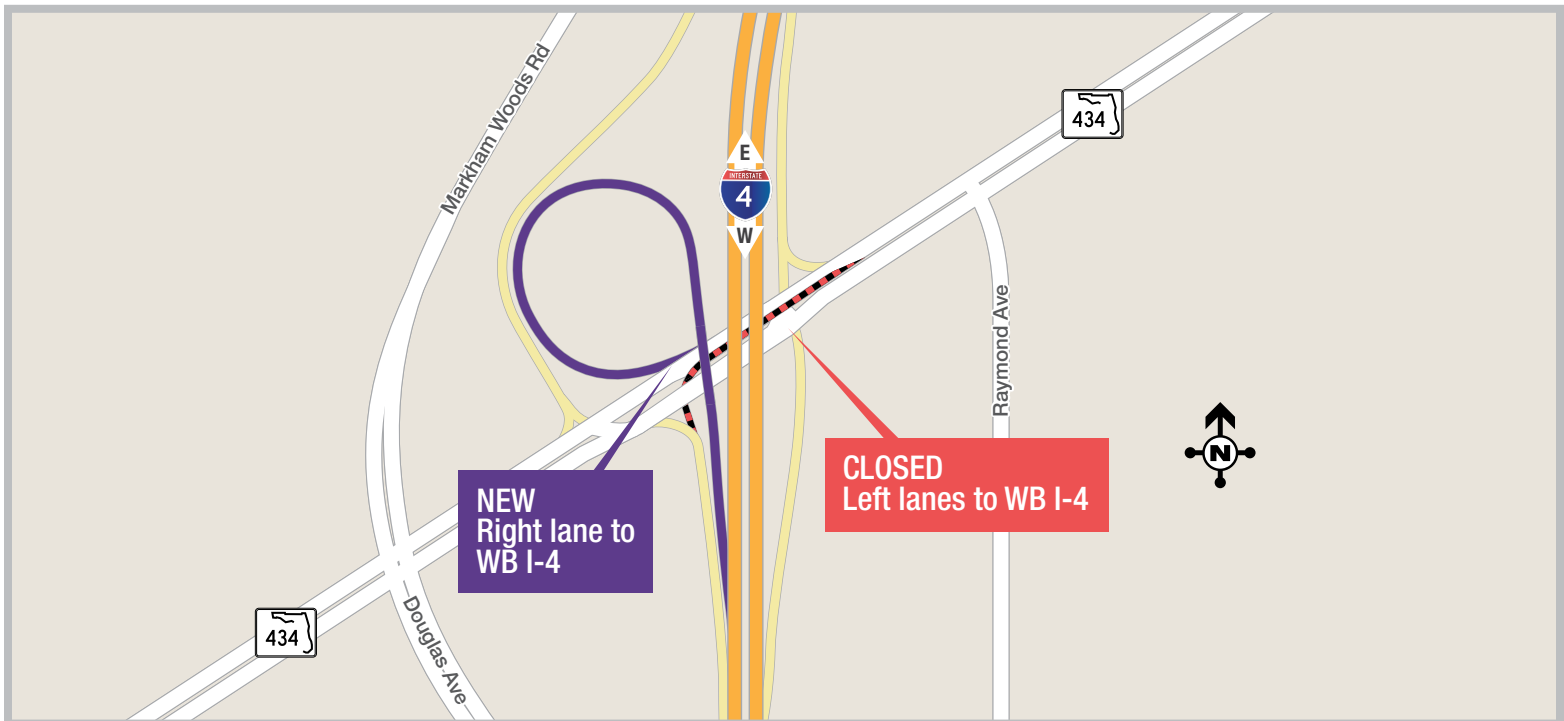 Markham Woods Rd
434
E
INTERSTATE
4
W
Raymond Ave
N
CLOSED
Left lanes to WB I-4
NEW
Right lane to
WB I-4
434
Douglas Ave